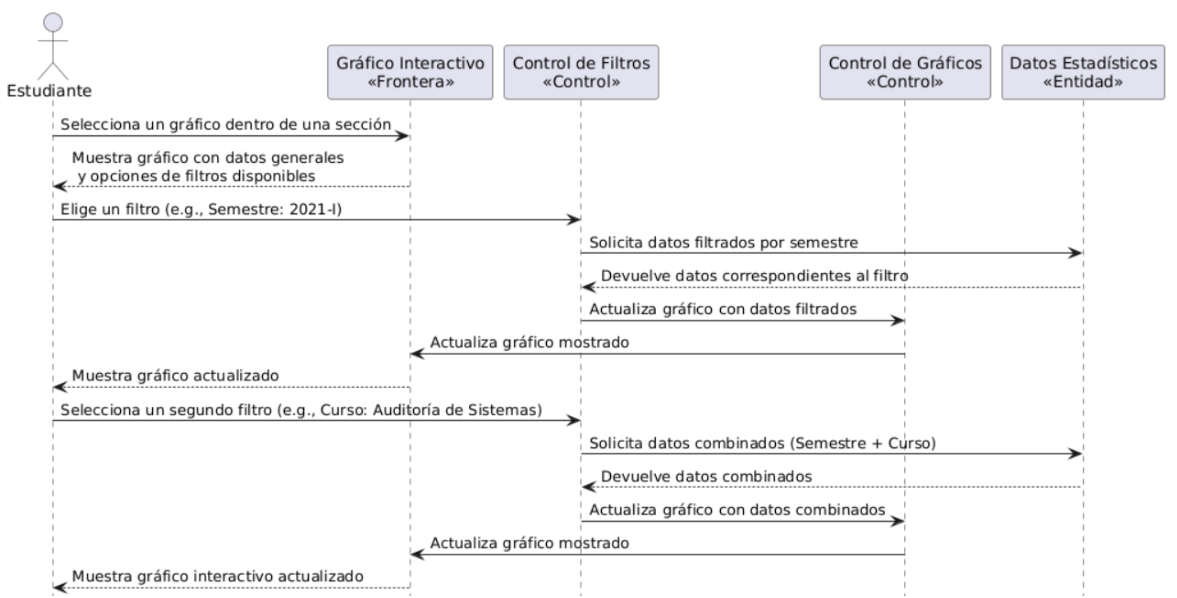 Estudiante
Gráfico Interactivo
«Frontera»
Control de Filtros
«Control»
Control de Gráficos
«Control»
Datos Estadísticos
«Entidad»
Selecciona un gráfico dentro de una sección
Muestra gráfico con datos generales
y opciones de filtros disponibles
Elige un filtro (e.g., Semestre: 2021-I)
Solicita datos filtrados por semestre
Devuelve datos correspondientes al filtro
Actualiza gráfico con datos filtrados
Actualiza gráfico mostrado
Muestra gráfico actualizado
Selecciona un segundo filtro (e.g., Curso: Auditoría de Sistemas)
Solicita datos combinados (Semestre + Curso)
Devuelve datos combinados
Actualiza gráfico con datos combinados
Actualiza gráfico mostrado
Muestra gráfico interactivo actualizado